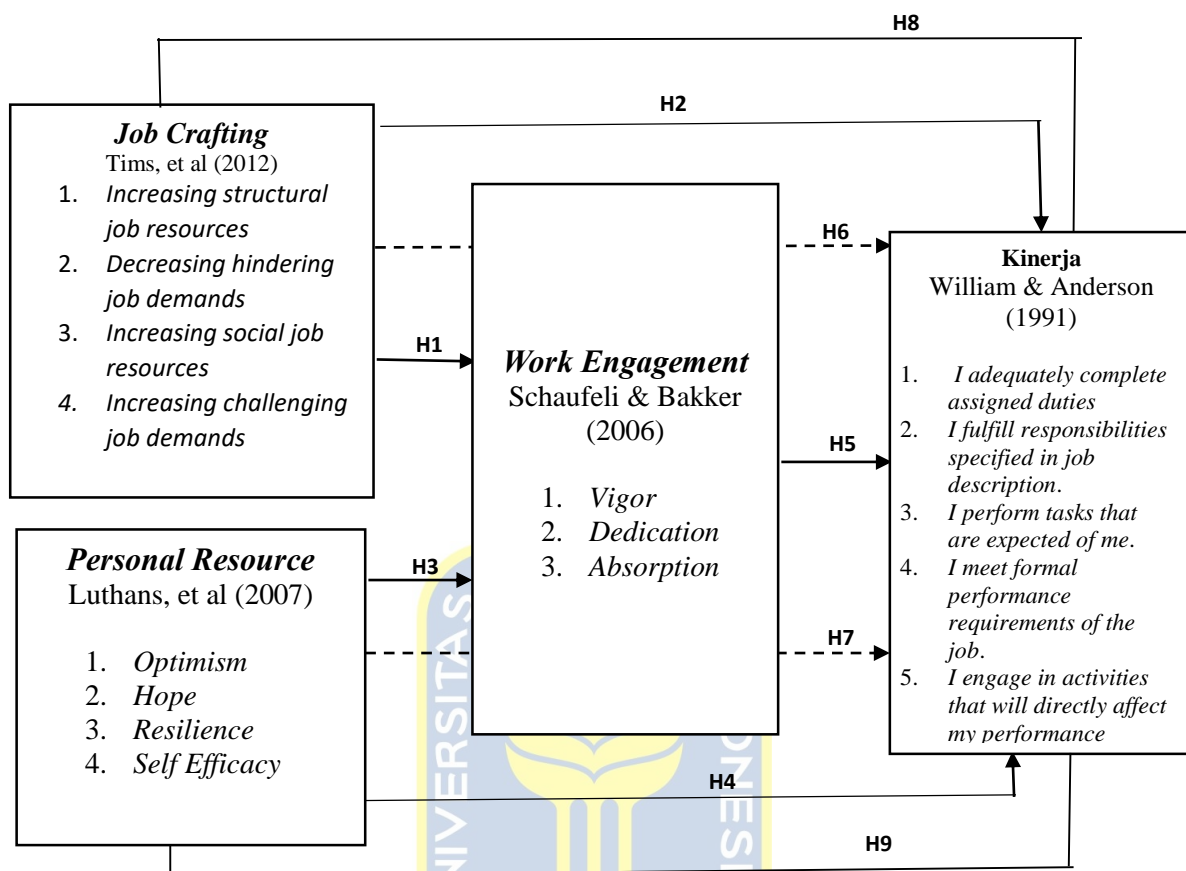 H8
H2
Job Crafting
Tims, et al (2012)
1. Increasing structural
job resources
2. Decreasing hindering
job demands
3. Increasing social job
resources
4. Increasing challenging
job demands
H6
H1
Work Engagement
Schaufeli & Bakker
(2006)
1. Vigor
2. Dedication
3. Absorption
Kinerja
William & Anderson
(1991)
1. I adequately complete
assigned duties
2. I fulfill responsibilities
specified in job
description.
3. I perform tasks that
are expected of me.
4. I meet formal
performance
requirements of the
job.
5. I engage in activities
that will directly affect
my performance
H5
Personal Resource
Luthans, et al (2007)
1. Optimism
2. Hope
3. Resilience
4. Self Efficacy
H3
H7
H4
H9
UNIVERSITAS